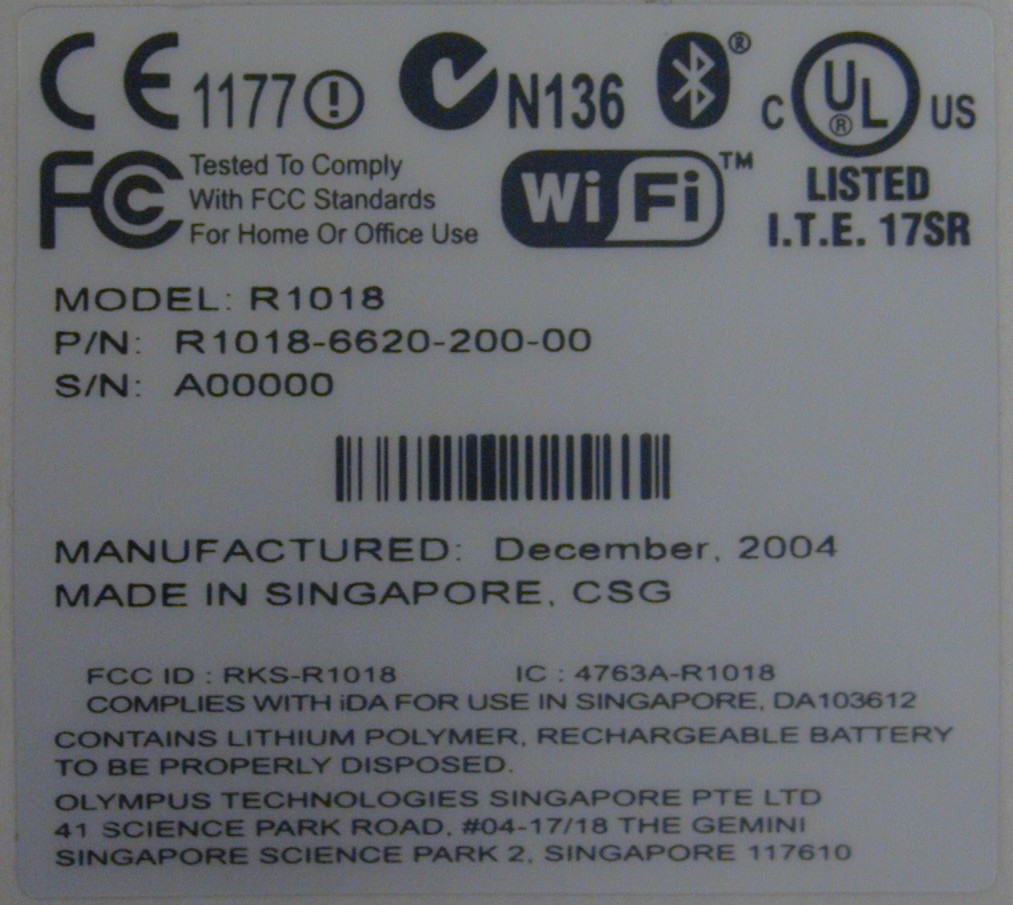 CE 1177 N136 ® C UL ® US
FCC Tested To Comply
With FCC Standards
For Home Or Office Use
Wi Fi ™
LISTED
I.T.E. 17SR
MODEL: R1018
P/N: R1018-6620-200-00
S/N: A00000
MANUFACTURED: December, 2004
MADE IN SINGAPORE, CSG
FCC ID : RKS-R1018 IC : 4763A-R1018
COMPLIES WITH iDA FOR USE IN SINGAPORE, DA103612
CONTAINS LITHIUM POLYMER, RECHARGEABLE BATTERY
TO BE PROPERLY DISPOSED.
OLYMPUS TECHNOLOGIES SINGAPORE PTE LTD
41 SCIENCE PARK ROAD, #04-17/18 THE GEMINI
SINGAPORE SCIENCE PARK 2, SINGAPORE 117610